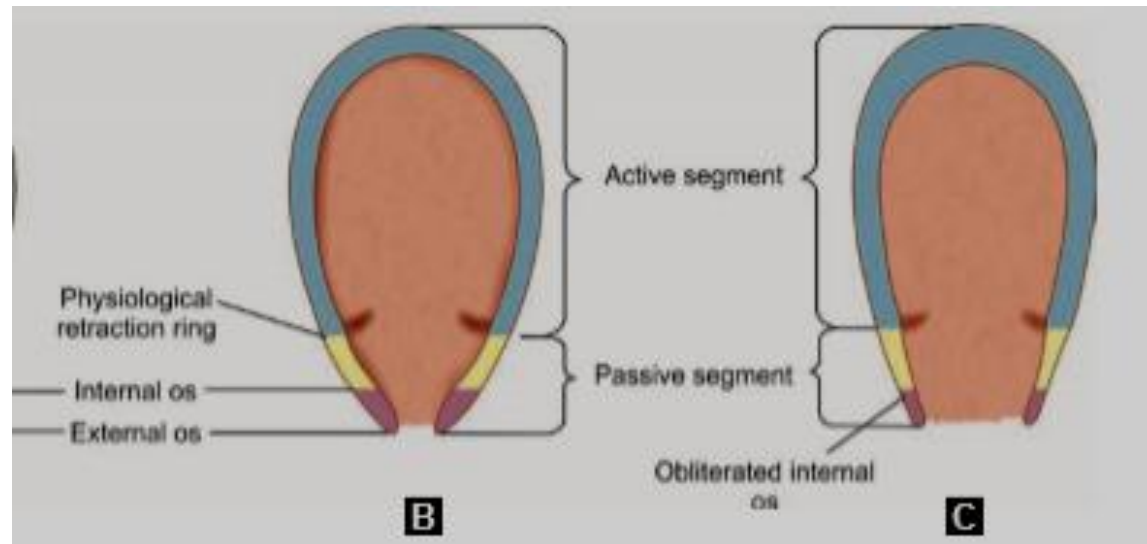 Active segment
Physiological
retraction ring
Passive segment
Internal os
External os
Obliterated internal
os
B
C